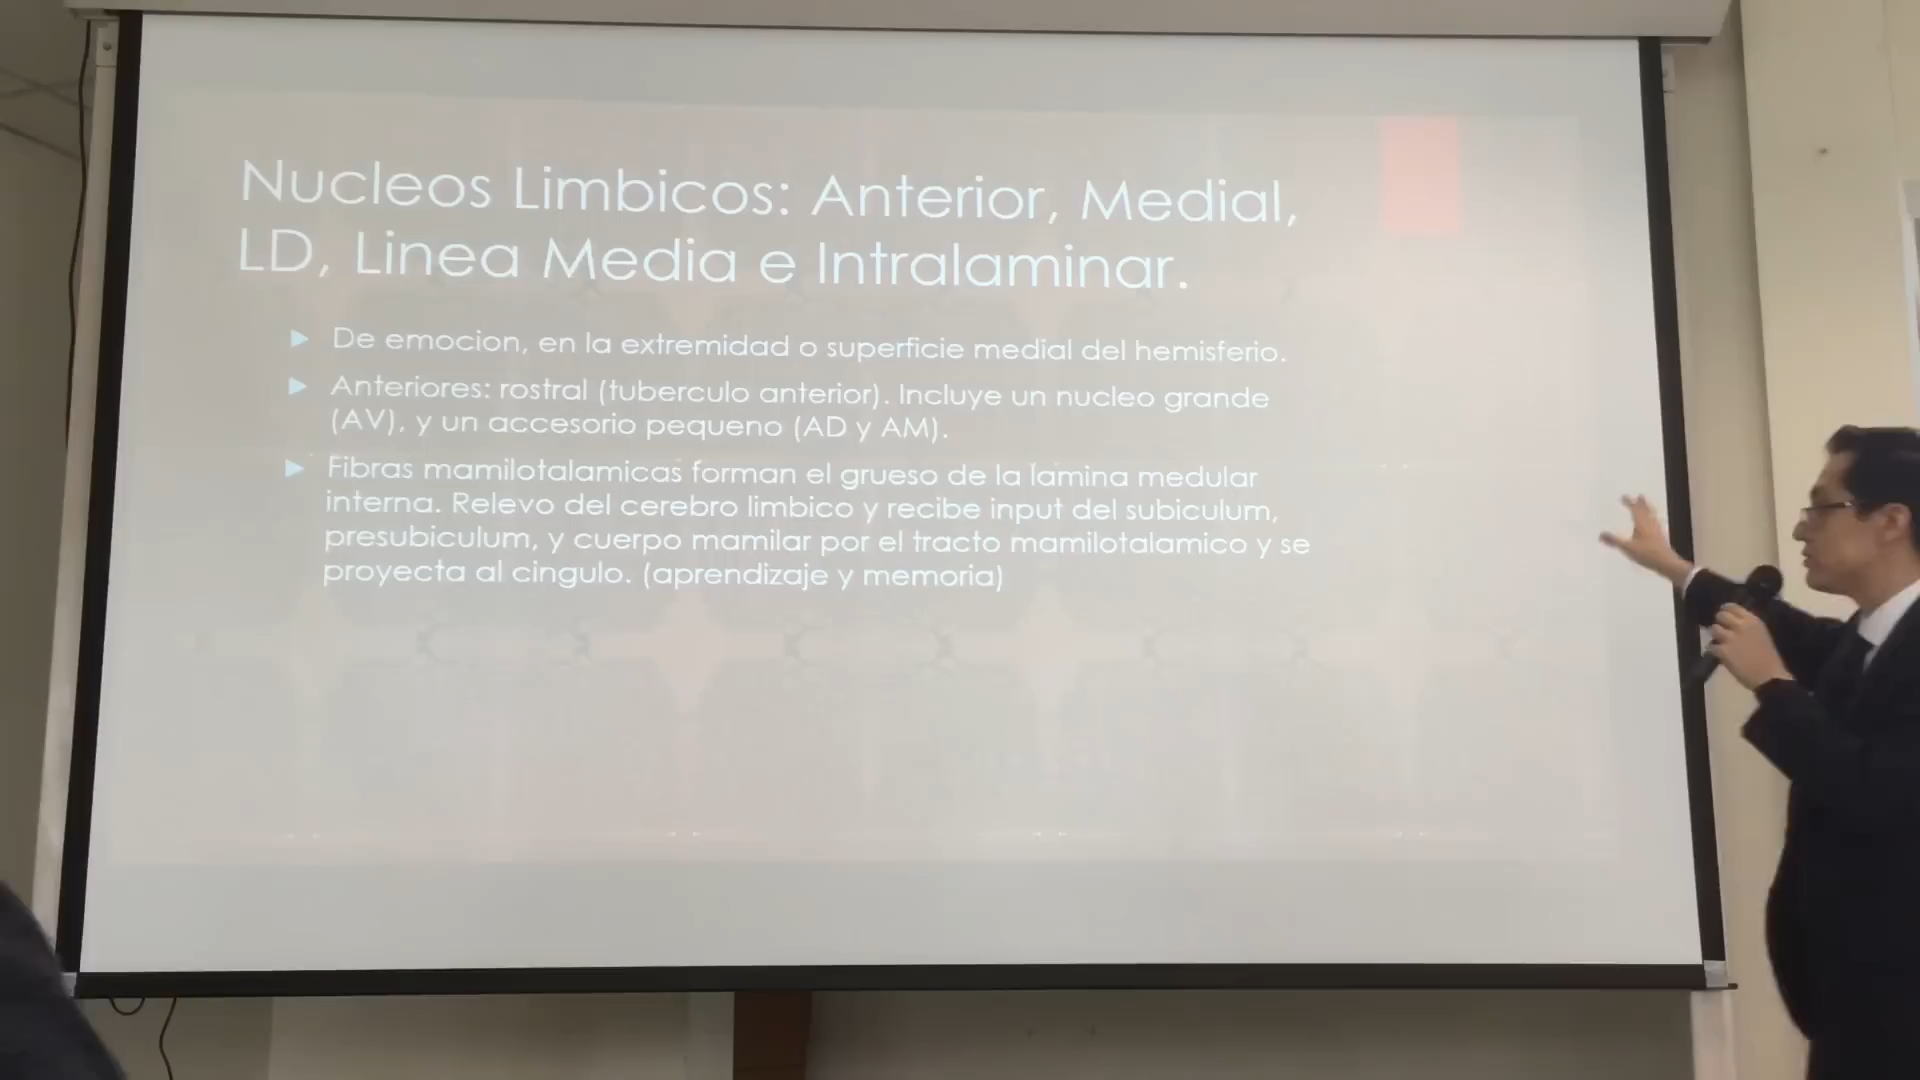 Nucleos Limbicos: Anterior, Medial,
LD, Linea Media e Intralaminar.
De emocion, en la extremidad o superficie medial del hemisferio.
Anteriores: rostral (tuberculo anterior). Incluye un nucleo grande
(AV), y un accesorio pequeno (AD y AM).
Fibras mamilotalamicas forman el grueso de la lamina medular
interna. Relevo del cerebro limbico y recibe input del subiculum,
presubiculum, y cuerpo mamilar por el tracto mamilotalamico y se
proyecta al cingulo. (aprendizaje y memoria)